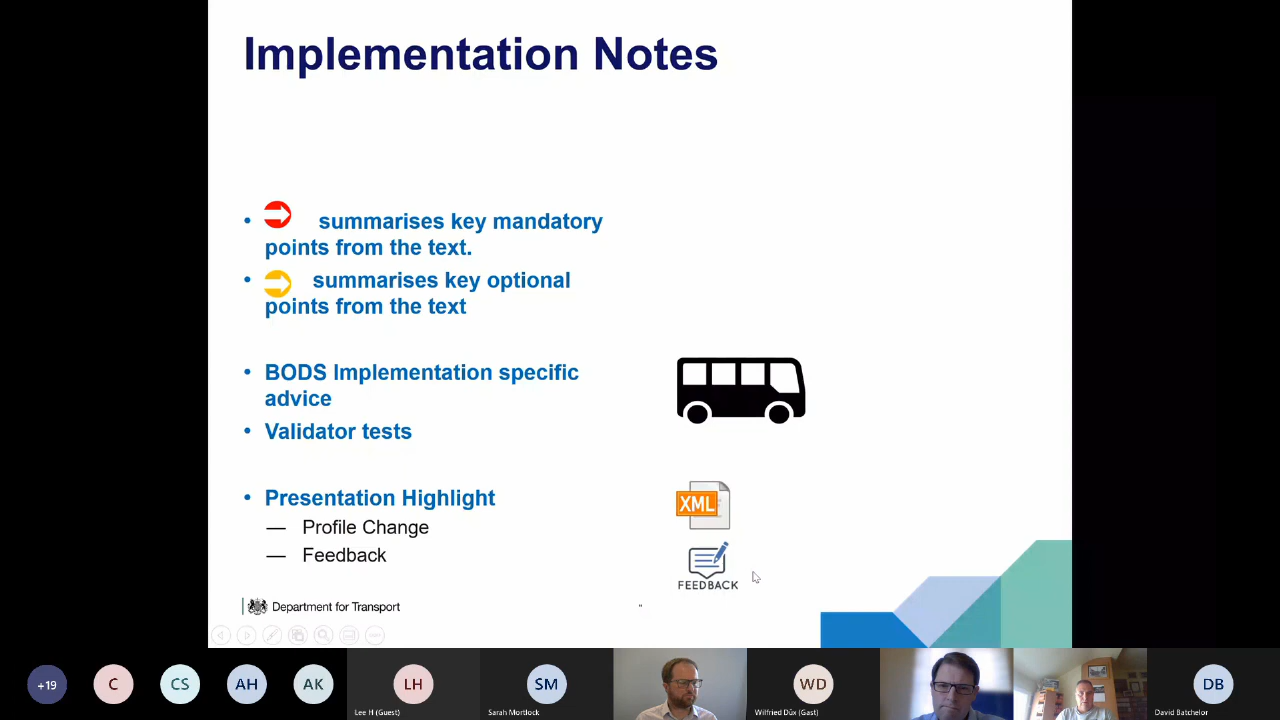 Implementation Notes
• summarises key mandatory
points from the text.
• summarises key optional
points from the text
• BODS Implementation specific
advice
• Validator tests
• Presentation Highlight
— Profile Change
— Feedback
XML
FEEDBACK
Department for Transport
"
+19
C
CS
AH
AK
LH
Lee H (Guest)
SM
Sarah Mortlock
WD
Wilfried Düx (Gast)
DB
David Batchelor